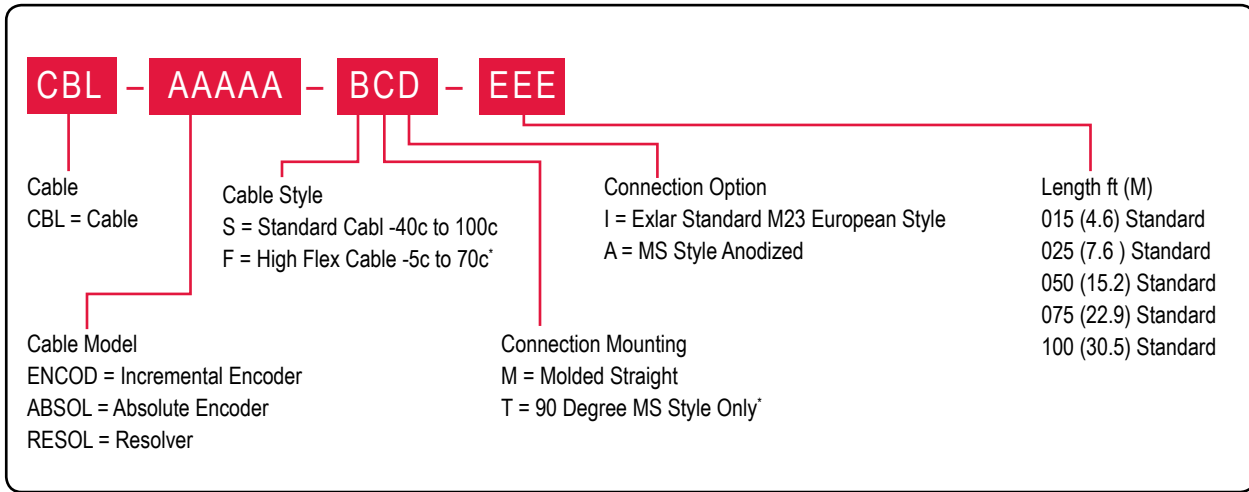 CBL – AAAAA – BCD – EEE
Cable
CBL = Cable
Cable Style
S = Standard Cabl -40c to 100c
F = High Flex Cable -5c to 70c*
Connection Option
I = Exlar Standard M23 European Style
A = MS Style Anodized
Length ft (M)
015 (4.6) Standard
025 (7.6 ) Standard
050 (15.2) Standard
075 (22.9) Standard
100 (30.5) Standard
Cable Model
ENCOD = Incremental Encoder
ABSOL = Absolute Encoder
RESOL = Resolver
Connection Mounting
M = Molded Straight
T = 90 Degree MS Style Only*